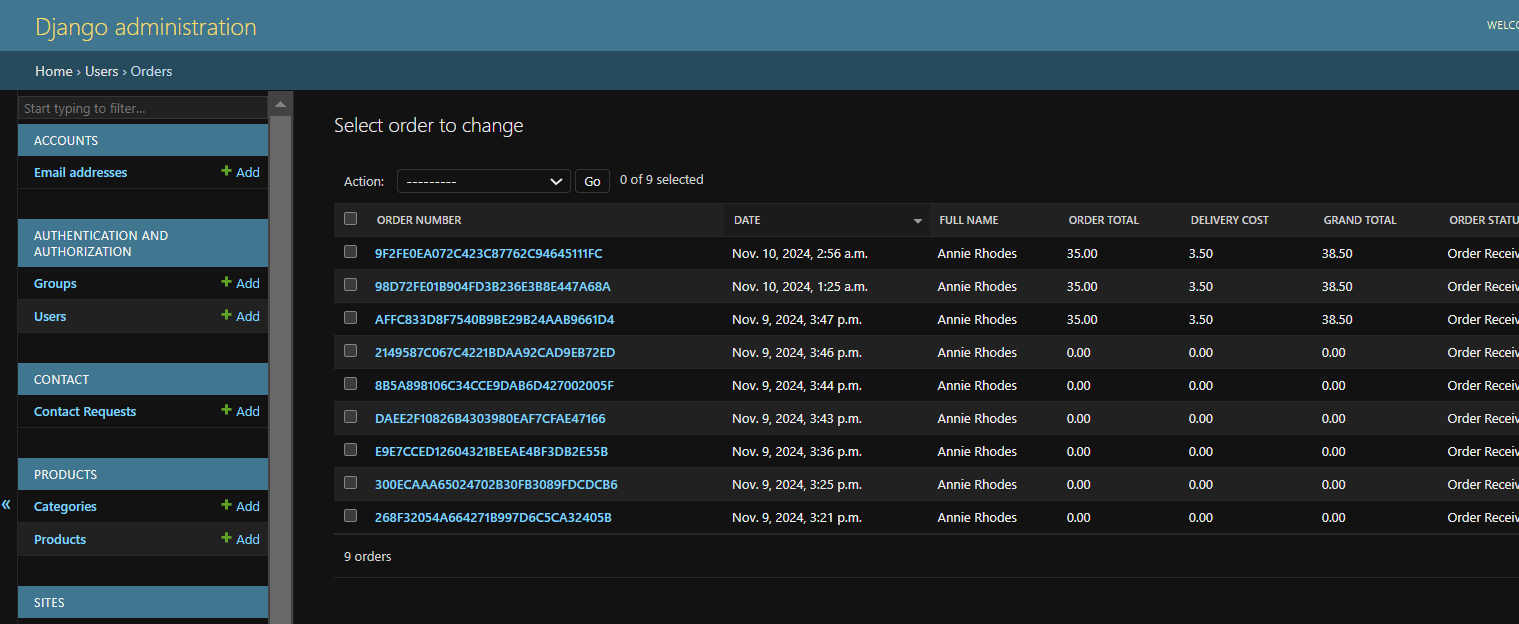 Django administration
WELCO
Home › Users › Orders
Start typing to filter...
ACCOUNTS
Email addresses + Add
AUTHENTICATION AND
AUTHORIZATION
Groups + Add
Users + Add
CONTACT
Contact Requests + Add
PRODUCTS
Categories + Add
Products + Add
SITES
«
Select order to change
Action: --------- Go 0 of 9 selected
ORDER NUMBER DATE FULL NAME ORDER TOTAL DELIVERY COST GRAND TOTAL ORDER STATU
9F2FE0EA072C423C87762C94645111FC Nov. 10, 2024, 2:56 a.m. Annie Rhodes 35.00 3.50 38.50 Order Receiv
98D72FE01B904FD3B236E3B8E447A68A Nov. 10, 2024, 1:25 a.m. Annie Rhodes 35.00 3.50 38.50 Order Receiv
AFFC833D8F7540B9BE29B24AAB9661D4 Nov. 9, 2024, 3:47 p.m. Annie Rhodes 35.00 3.50 38.50 Order Receiv
2149587C067C4221BDAA92CAD9EB72ED Nov. 9, 2024, 3:46 p.m. Annie Rhodes 0.00 0.00 0.00 Order Receiv
8B5A898106C34CCE9DAB6D427002005F Nov. 9, 2024, 3:44 p.m. Annie Rhodes 0.00 0.00 0.00 Order Receiv
DAEE2F10826B4303980EAF7CFAE47166 Nov. 9, 2024, 3:43 p.m. Annie Rhodes 0.00 0.00 0.00 Order Receiv
E9E7CCED12604321BEEAE4BF3DB2E55B Nov. 9, 2024, 3:36 p.m. Annie Rhodes 0.00 0.00 0.00 Order Receiv
300ECAAA65024702B30FB3089FDCDCB6 Nov. 9, 2024, 3:25 p.m. Annie Rhodes 0.00 0.00 0.00 Order Receiv
268F32054A664271B997D6C5CA32405B Nov. 9, 2024, 3:21 p.m. Annie Rhodes 0.00 0.00 0.00 Order Receiv
9 orders